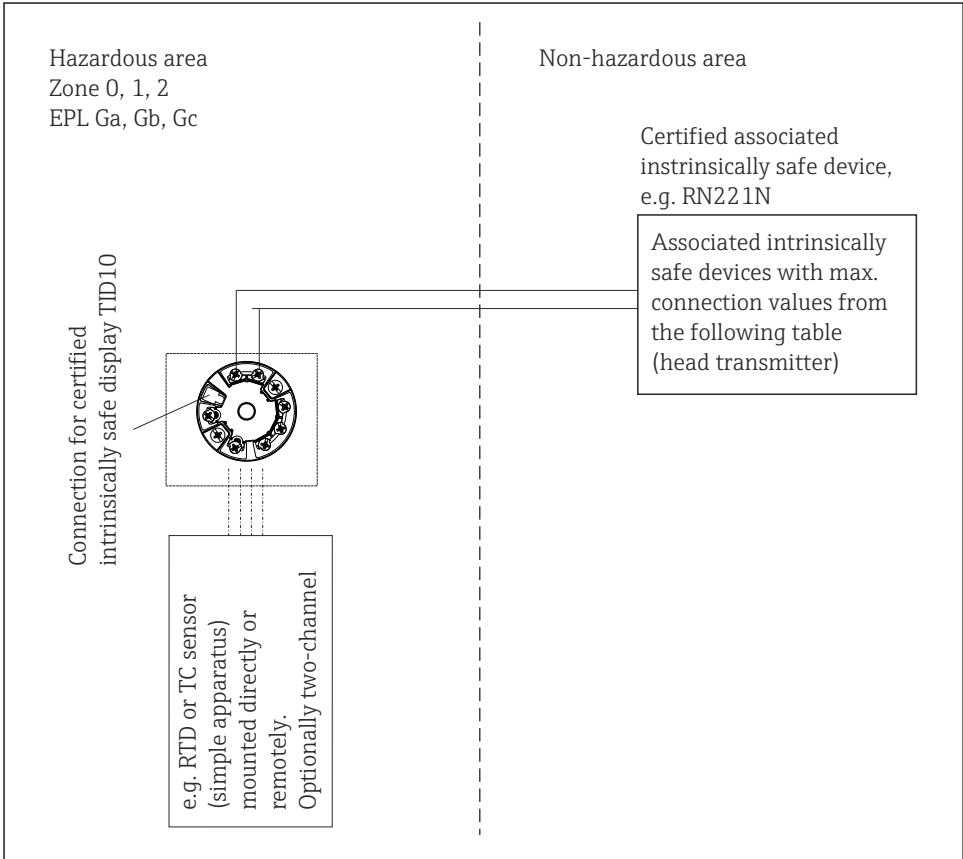 Hazardous area
Zone 0, 1, 2
EPL Ga, Gb, Gc
Non-hazardous area
Certified associated
instrinsically safe device,
e.g. RN221N
Associated intrinsically
safe devices with max.
connection values from
the following table
(head transmitter)
Connection for certified
intrinsically safe display TID10
e.g. RTD or TC sensor
(simple apparatus)
mounted directly or
remotely.
Optionally two-channel